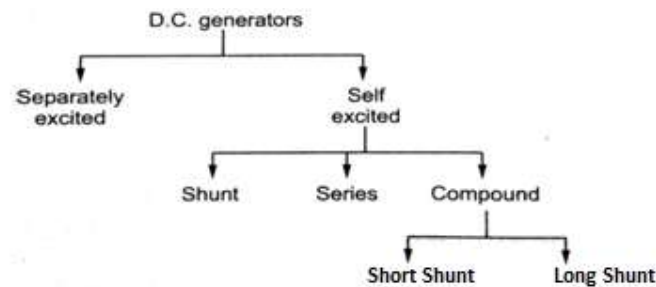 D.C. generators
Separately
excited
Self
excited
Shunt
Series
Compound
Short Shunt
Long Shunt